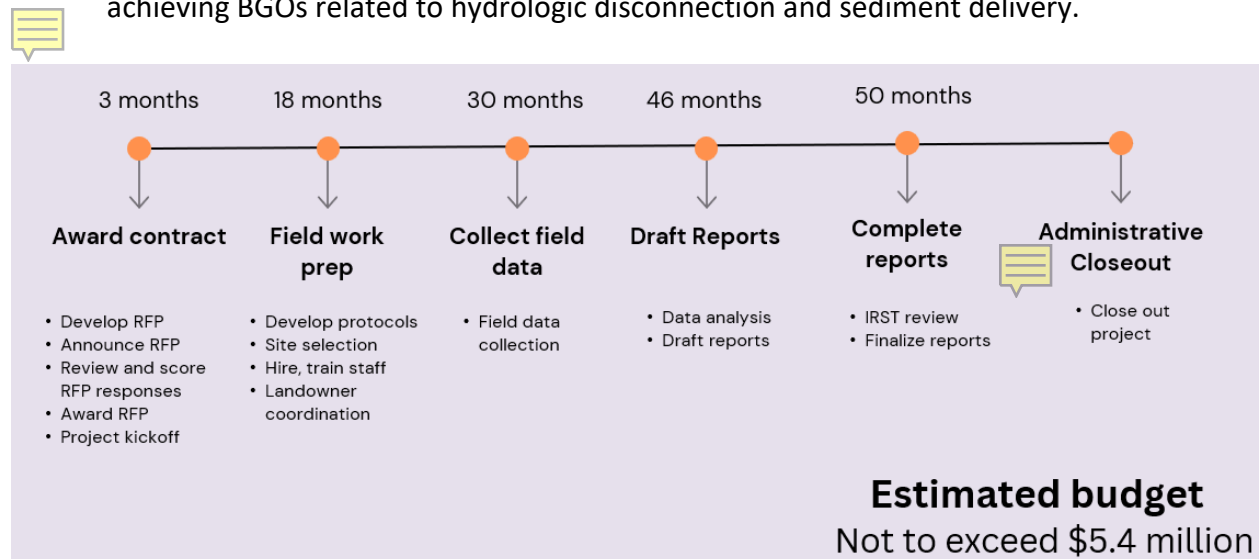 achieving BGOs related to hydrologic disconnection and sediment delivery.
3 months
18 months
30 months
46 months
50 months
Award contract
• Develop RFP
• Announce RFP
• Review and score
RFP responses
• Award RFP
• Project kickoff
Field work
prep
• Develop protocols
• Site selection
• Hire, train staff
• Landowner
coordination
Collect field
data
• Field data
collection
Draft Reports
• Data analysis
• Draft reports
Complete
reports
• IRST review
• Finalize reports
Administrative
Closeout
• Close out
project
Estimated budget
Not to exceed $5.4 million